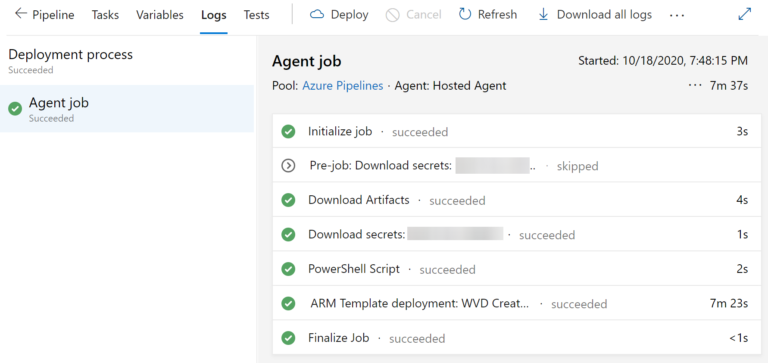 Pipeline Tasks Variables Logs Tests Deploy Cancel Refresh Download all logs ...
Deployment process
Succeeded
Agent job
Succeeded
Agent job Started: 10/18/2020, 7:48:15 PM
Pool: Azure Pipelines · Agent: Hosted Agent ... 7m 37s
Initialize job · succeeded 3s
Pre-job: Download secrets: .. · skipped
Download Artifacts · succeeded 4s
Download secrets: · succeeded 1s
PowerShell Script · succeeded 2s
ARM Template deployment: WVD Creat... · succeeded 7m 23s
Finalize Job · succeeded <1s